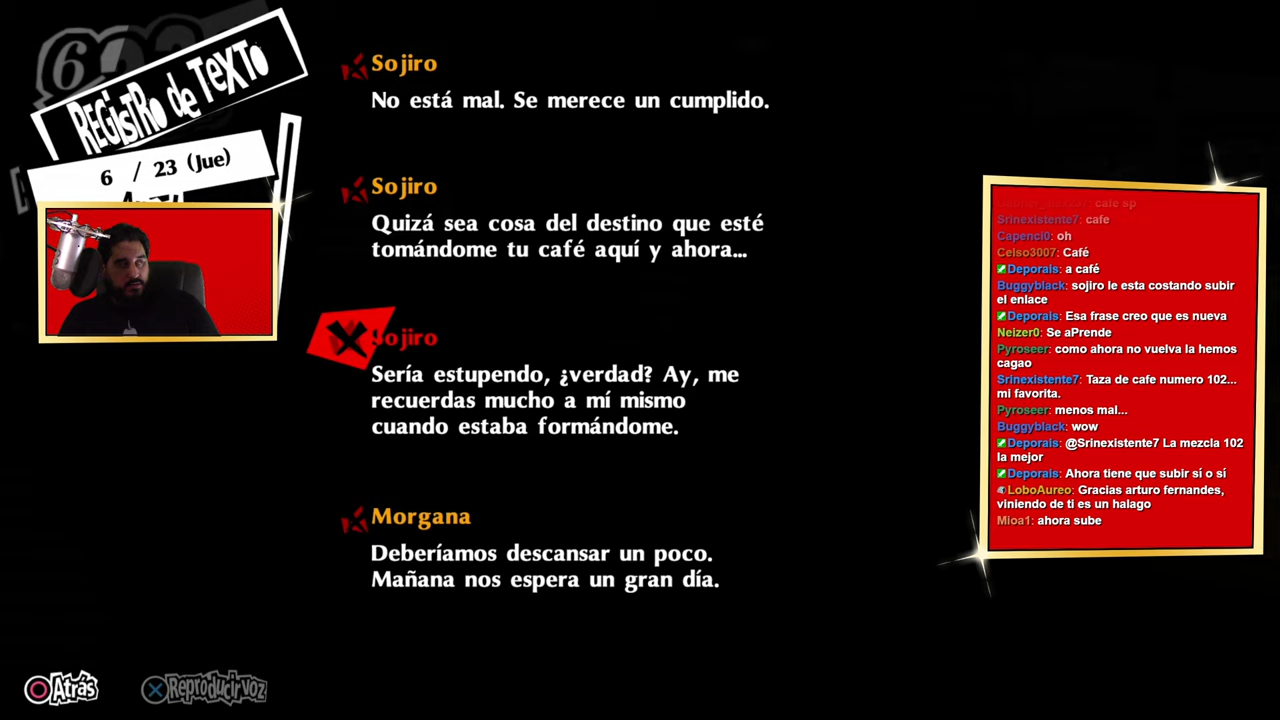 REGiSTRO de TEXTO
6 / 23 (Jue)
Sojiro
No está mal. Se merece un cumplido.
Sojiro
Quizá sea cosa del destino que esté
tomándome tu café aquí y ahora...
Sojiro
Sería estupendo, ¿verdad? Ay, me
recuerdas mucho a mí mismo
cuando estaba formándome.
Morgana
Deberíamos descansar un poco.
Mañana nos espera un gran día.
Atrás
Reproducir voz
cafe sp
Srinexistente7: cafe
Capencl0: oh
Celso3007: Café
Deporais: a café
Buggyblack: sojiro le esta costando subir
el enlace
Deporais: Esa frase creo que es nueva
Neizer0: Se aPrende
Pyroseer: como ahora no vuelva la hemos
cagao
Srinexistente7: Taza de cafe numero 102...
mi favorita.
Pyroseer: menos mal...
Buggyblack: wow
Deporais: @Srinexistente7 La mezcla 102
la mejor
Deporais: Ahora tiene que subir sí o sí
LoboAureo: Gracias arturo fernandes,
viniendo de ti es un halago
Mioa1: ahora sube